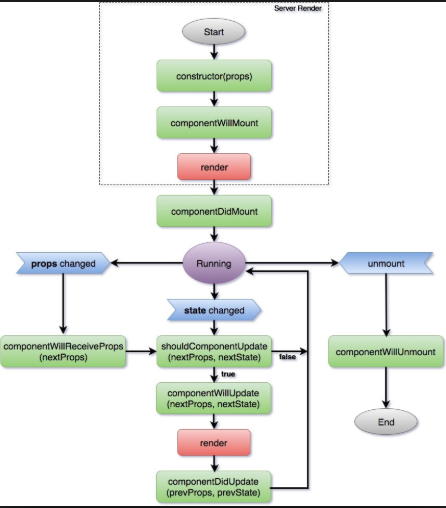 Server Render
Start
constructor(props)
componentWillMount
render
componentDidMount
props changed
Running
unmount
state changed
componentWillReceiveProps
(nextProps)
shouldComponentUpdate
(nextProps, nextState)
false
componentWillUnmount
true
componentWillUpdate
(nextProps, nextState)
End
render
componentDidUpdate
(prevProps, prevState)